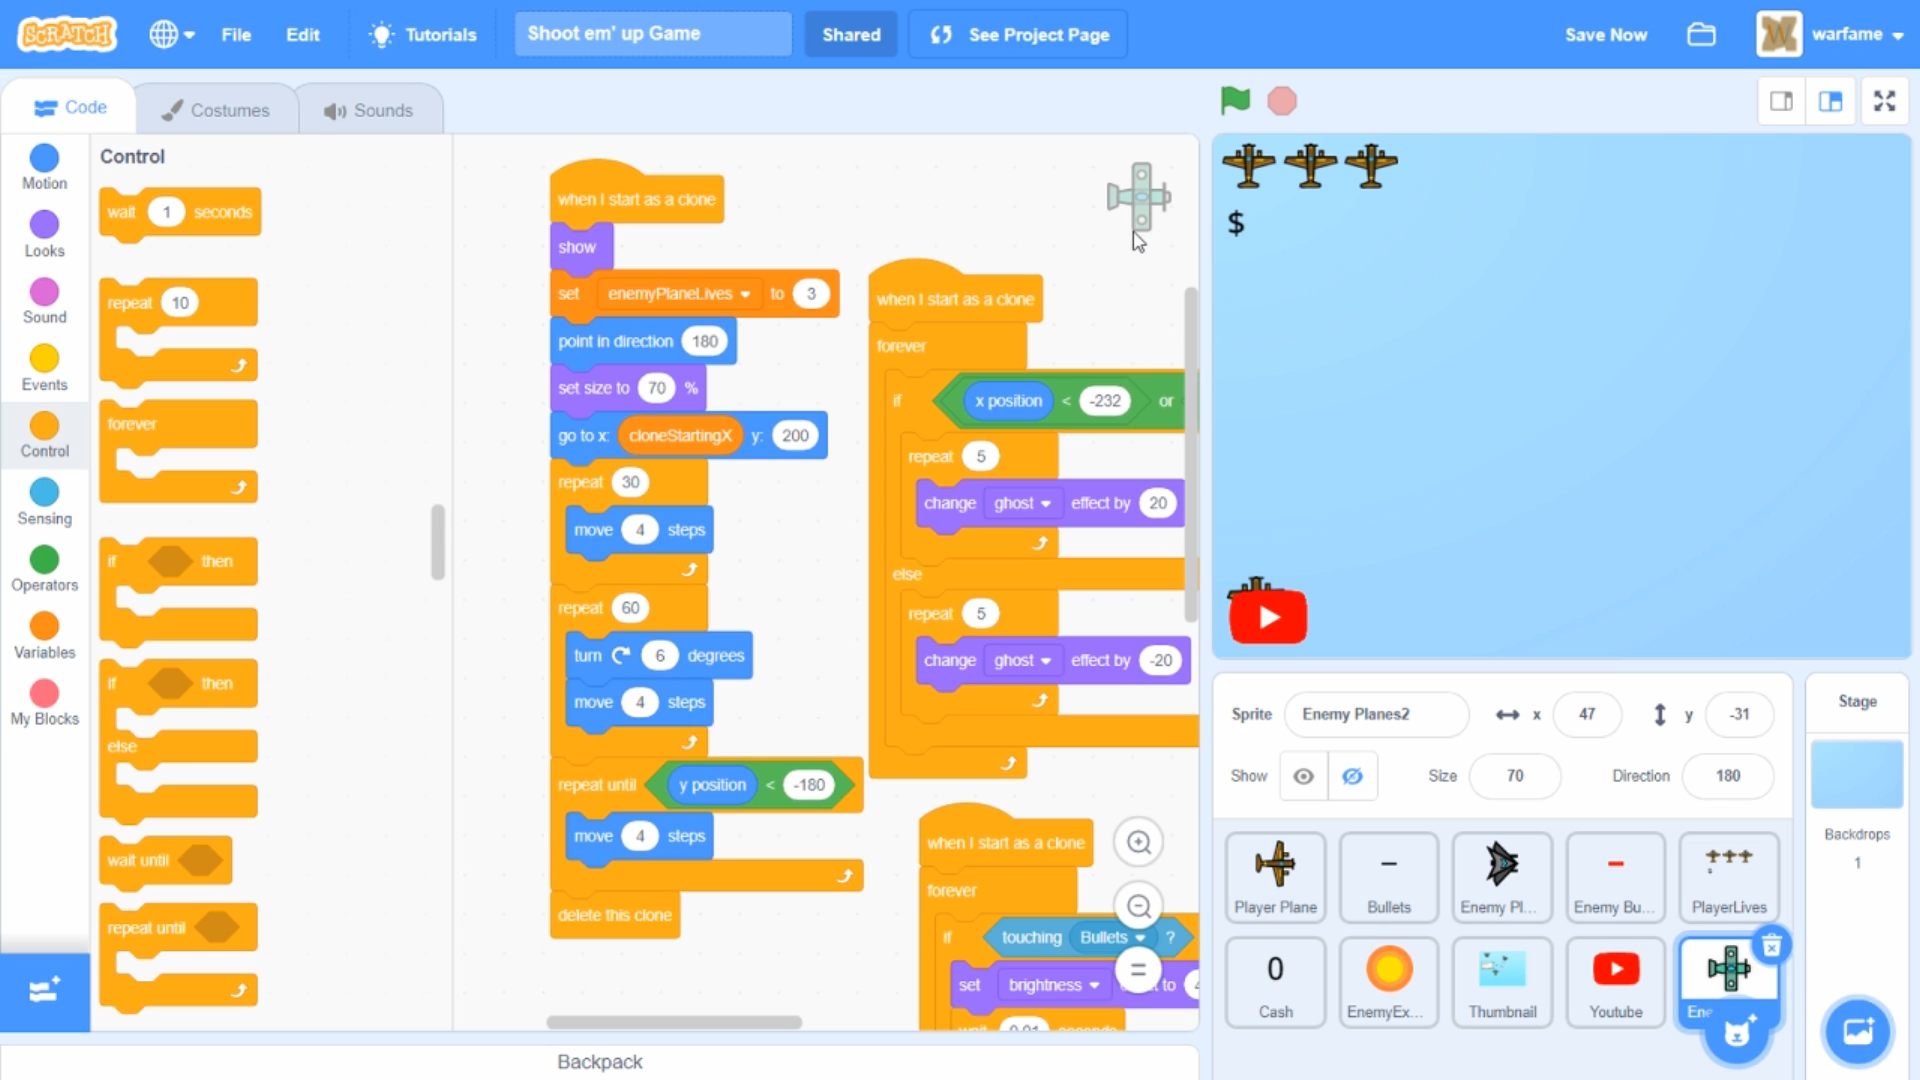 SCRATCH
File
Edit
Tutorials
Shoot em' up Game
Shared
See Project Page
Save Now
warfame
Code
Costumes
Sounds
Motion
Looks
Sound
Events
Control
Sensing
Operators
Variables
My Blocks
Control
wait 1 seconds
repeat 10
forever
if then
if then
else
wait until
repeat until
when I start as a clone
show
set enemyPlaneLives to 3
point in direction 180
set size to 70 %
go to x: cloneStartingX y: 200
repeat 30
move 4 steps
repeat 60
turn 6 degrees
move 4 steps
repeat until y position < -180
move 4 steps
delete this clone
when I start as a clone
forever
if x position < -232 or
repeat 5
change ghost effect by 20
else
repeat 5
change ghost effect by -20
when I start as a clone
forever
if touching Bullets ?
set brightness to
wait 0.01 seconds
Backpack
$
Sprite Enemy Planes2 x 47 y -31
Show Size 70 Direction 180
Player Plane
Bullets
Enemy Pl...
Enemy Bu...
PlayerLives
0
Cash
EnemyEx...
Thumbnail
Youtube
Ene
Stage
Backdrops
1